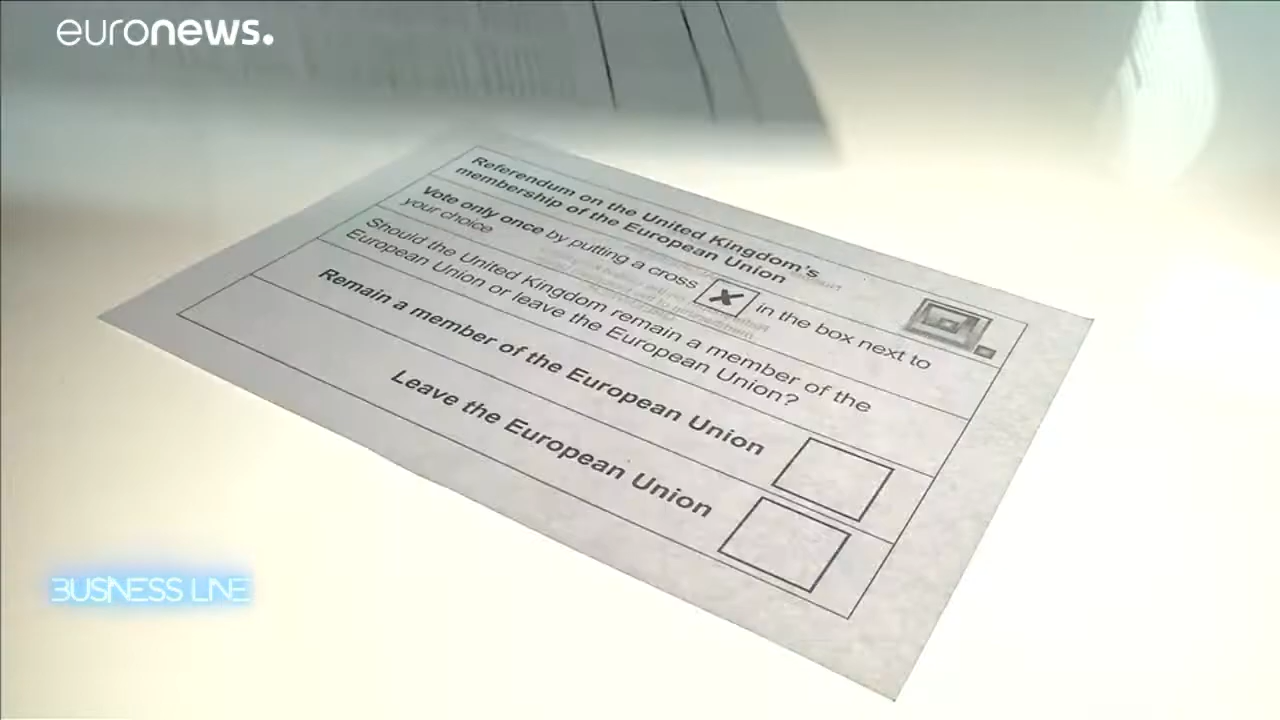 euronews.
Referendum on the United Kingdom's
membership of the European Union
Vote only once by putting a cross in the box next to
your choice
Should the United Kingdom remain a member of the
European Union or leave the European Union?
Remain a member of the European Union
Leave the European Union
BUSINESS LINE